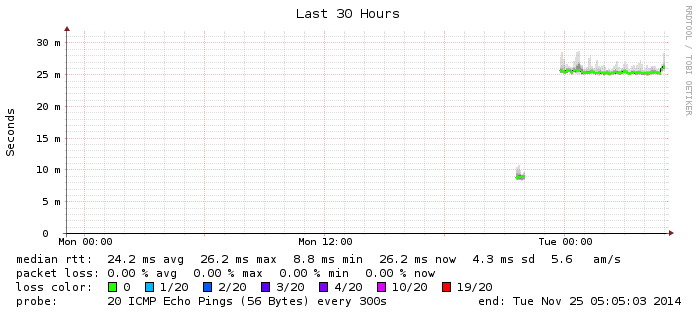 Last 30 Hours
RRDTOOL / TOBI OETIKER
Seconds
30 m
25 m
20 m
15 m
10 m
5 m
0
Mon 00:00 Mon 12:00 Tue 00:00
median rtt: 24.2 ms avg 26.2 ms max 8.8 ms min 26.2 ms now 4.3 ms sd 5.6 am/s
packet loss: 0.00 % avg 0.00 % max 0.00 % min 0.00 % now
loss color: 0 1/20 2/20 3/20 4/20 10/20 19/20
probe: 20 ICMP Echo Pings (56 Bytes) every 300s end: Tue Nov 25 05:05:03 2014